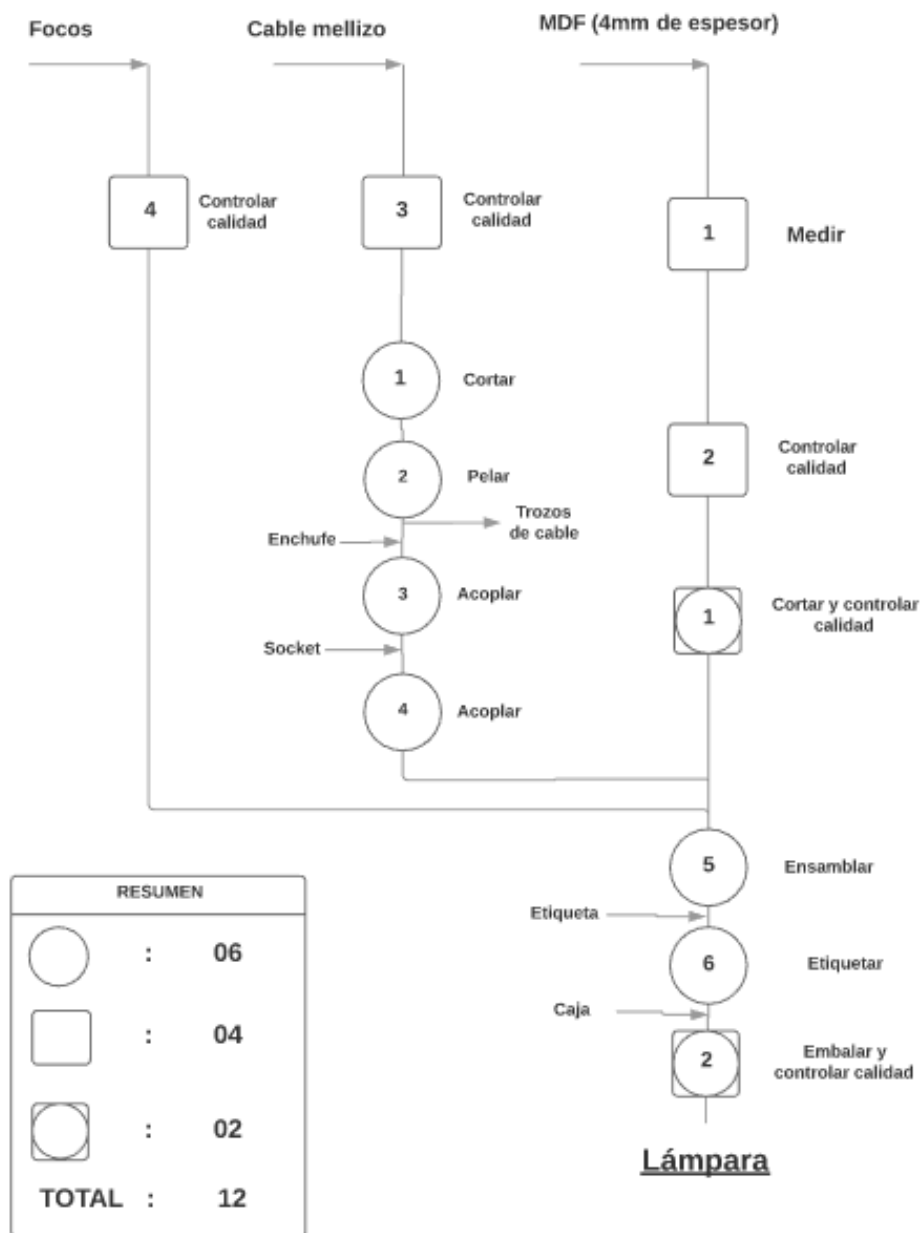 Focos
Cable mellizo
MDF (4mm de espesor)
4
Controlar
calidad
3
Controlar
calidad
1
Medir
1
Cortar
2
Controlar
calidad
2
Pelar
Trozos
de cable
Enchufe
3
Acoplar
1
Cortar y controlar
calidad
Socket
4
Acoplar
5
Ensamblar
Etiqueta
6
Etiquetar
Caja
2
Embalar y
controlar calidad
Lámpara
RESUMEN
: 06
: 04
: 02
TOTAL : 12